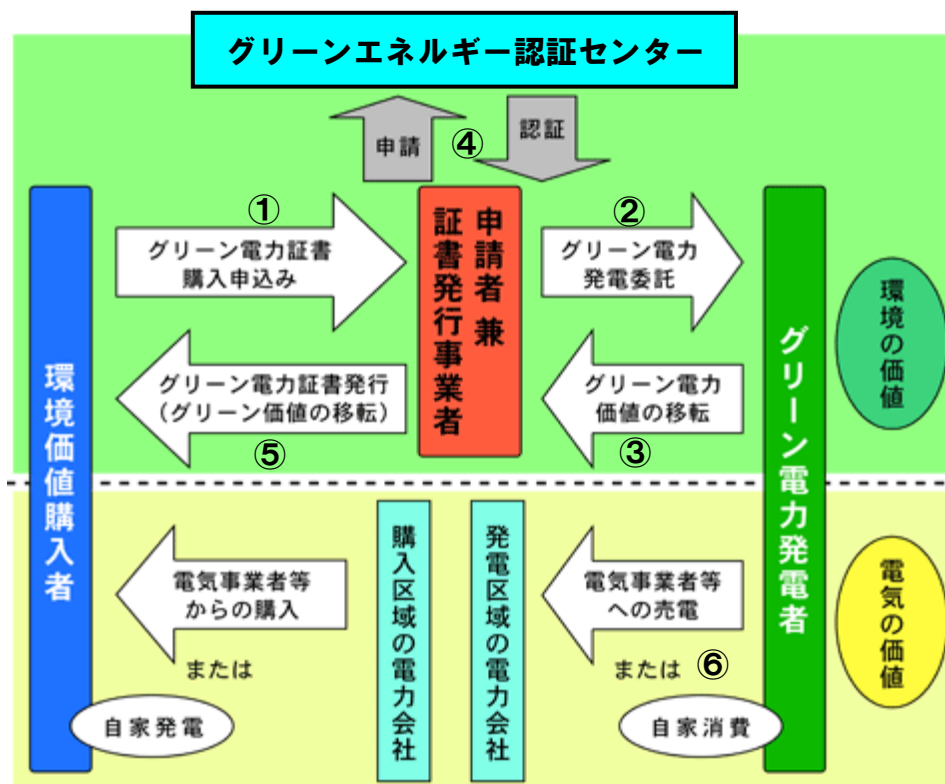 グリーンエネルギー認証センター
申請
④
認証
①
グリーン電力証書
購入申込み
申請者 兼
証書発行事業者
②
グリーン電力
発電委託
環境の価値
グリーン電力証書発行
(グリーン価値の移転)
⑤
グリーン電力
価値の移転
③
環境価値購入者
グリーン電力発電者
電気事業者等
からの購入
または
自家発電
購入区域の電力会社
発電区域の電力会社
電気事業者等
への売電
または ⑥
自家消費
電気の価値